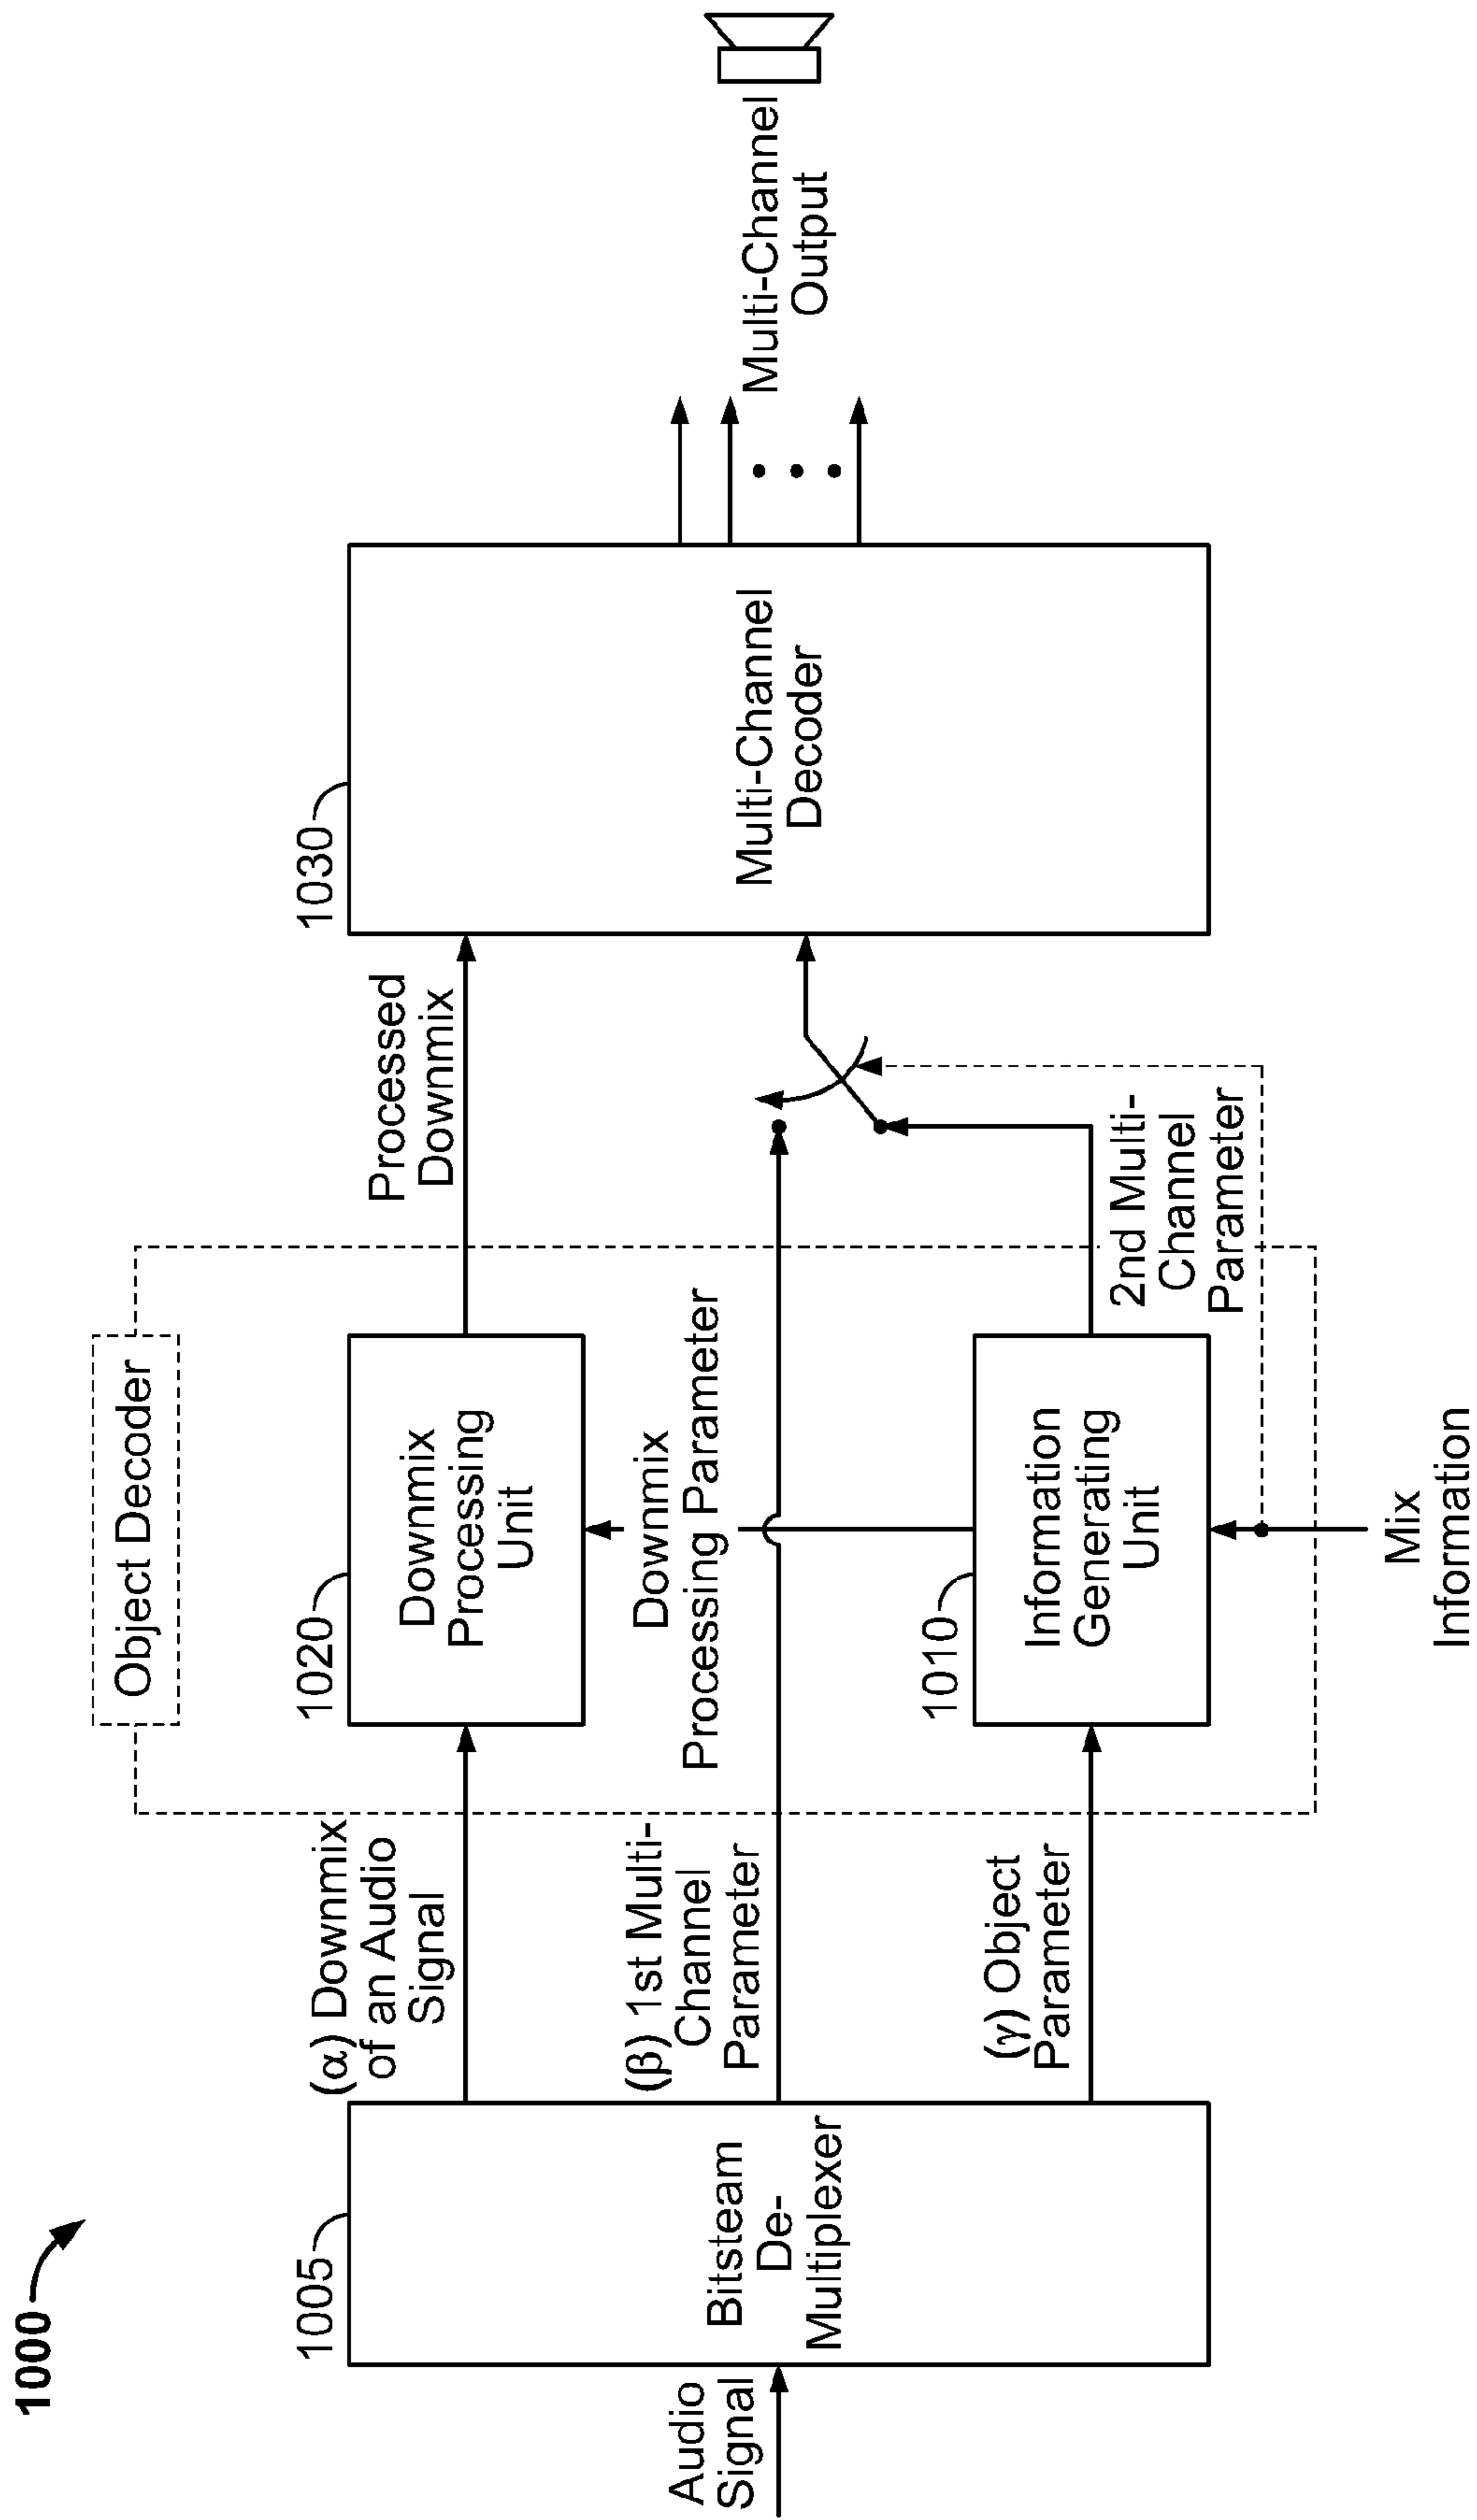 1000
Audio
Signal
1005
Bitsteam
De-
Multiplexer
(α) Downmix
of an Audio
Signal
(β) 1st Multi-
Channel
Parameter
(γ) Object
Parameter
Object Decoder
1020
Downmix
Processing
Unit
Downmix
Processing Parameter
1010
Information
Generating
Unit
Mix
Information
Processed
Downmix
2nd Multi-
Channel
Parameter
1030
Multi-Channel
Decoder
Multi-Channel
Output